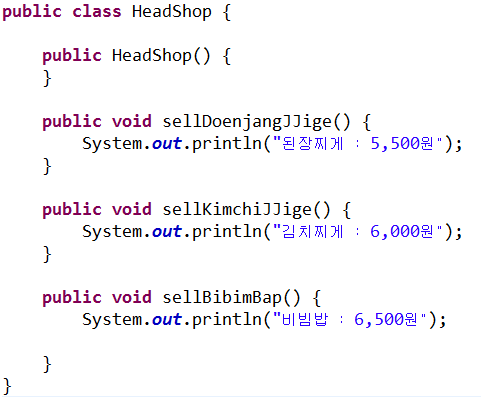 public class HeadShop {
public HeadShop() {
}
public void sellDoenjangJJige() {
System.out.println("된장찌게 : 5,500원");
}
public void sellKimchiJJige() {
System.out.println("김치찌게 : 6,000원");
}
public void sellBibimBap() {
System.out.println("비빔밥 : 6,500원");
}
}